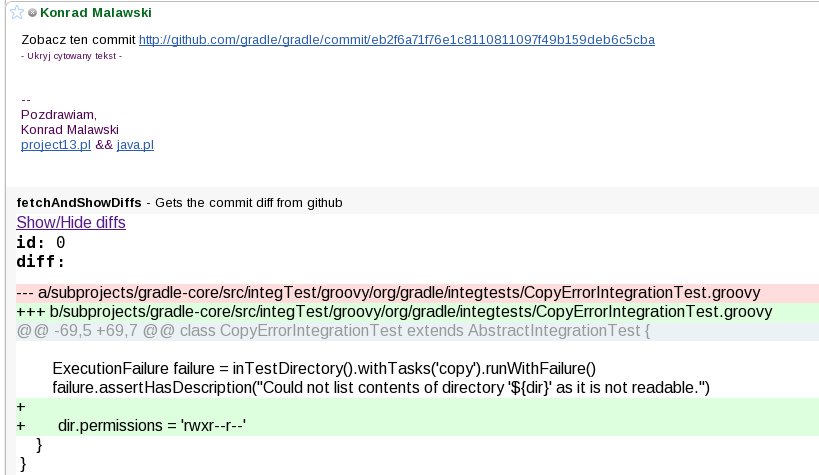 Konrad Malawski
Zobacz ten commit http://github.com/gradle/gradle/commit/eb2f6a71f76e1c8110811097f49b159deb6c5cba
- Ukryj cytowany tekst -
--
Pozdrawiam,
Konrad Malawski
project13.pl && java.pl
fetchAndShowDiffs - Gets the commit diff from github
Show/Hide diffs
id: 0
diff:
--- a/subprojects/gradle-core/src/integTest/groovy/org/gradle/integtests/CopyErrorIntegrationTest.groovy
+++ b/subprojects/gradle-core/src/integTest/groovy/org/gradle/integtests/CopyErrorIntegrationTest.groovy
@@ -69,5 +69,7 @@ class CopyErrorIntegrationTest extends AbstractIntegrationTest {
ExecutionFailure failure = inTestDirectory().withTasks('copy').runWithFailure()
failure.assertHasDescription("Could not list contents of directory '${dir}' as it is not readable.")
+
+ dir.permissions = 'rwxr--r--'
}
}